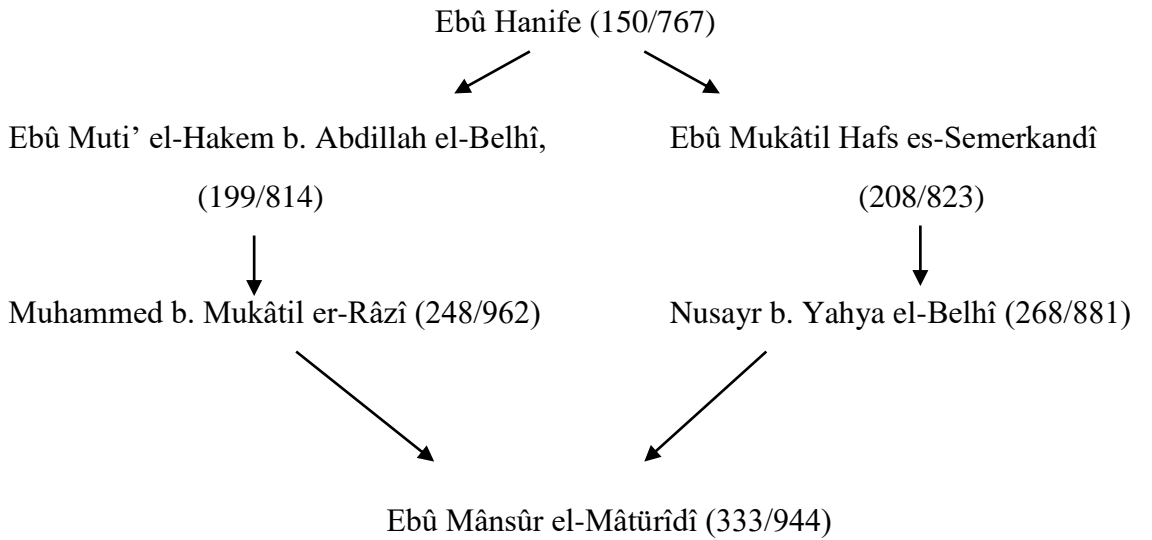 Ebû Hanife (150/767)
Ebû Muti’ el-Hakem b. Abdillah el-Belhî,
(199/814)
Ebû Mukâtil Hafs es-Semerkandî
(208/823)
Muhammed b. Mukâtil er-Râzî (248/962)
Nusayr b. Yahya el-Belhî (268/881)
Ebû Mânsûr el-Mâtürîdî (333/944)